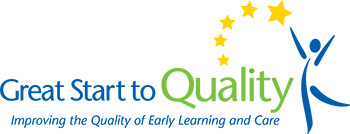 Great Start to Quality
Improving the Quality of Early Learning and Care